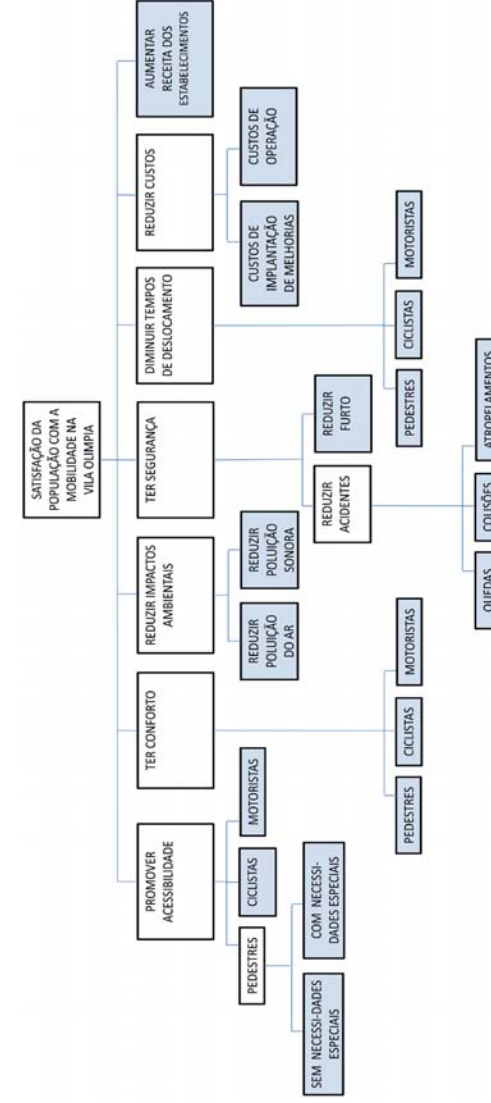 SATISFAÇÃO DA
POPULAÇÃO COM A
MOBILIDADE NA
VILA OLIMPIA
PROMOVER
ACESSIBILIDADE
TER CONFORTO
REDUZIR IMPACTOS
AMBIENTAIS
TER SEGURANÇA
DIMINUIR TEMPOS
DE DESLOCAMENTO
REDUZIR CUSTOS
AUMENTAR
RECEITA DOS
ESTABELECIMENTOS
PEDESTRES
CICLISTAS
MOTORISTAS
REDUZIR
POLUIÇÃO
DO AR
REDUZIR
POLUIÇÃO
SONORA
CUSTOS DE
IMPLANTAÇÃO
DE MELHORIAS
CUSTOS DE
OPERAÇÃO
SEM NECESSI-DADES
ESPECIAIS
COM NECESSI-
DADES ESPECIAIS
REDUZIR
ACIDENTES
REDUZIR
FURTO
PEDESTRES
CICLISTAS
MOTORISTAS
PEDESTRES
CICLISTAS
MOTORISTAS
QUEDAS
COLISÕES
ATROPELAMENTOS